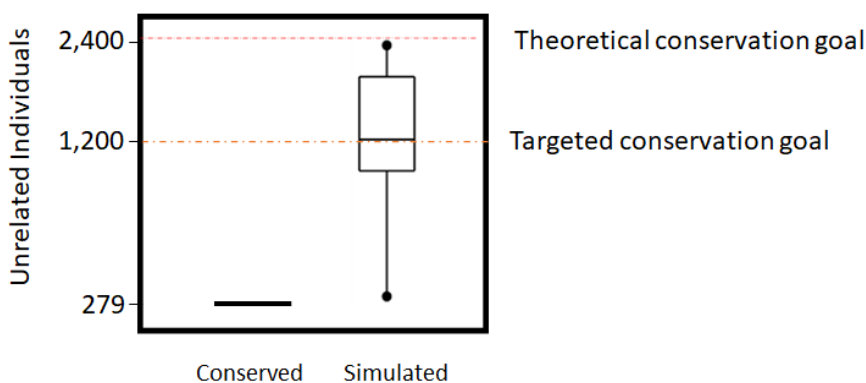 2,400
Theoretical conservation goal
Unrelated Individuals
1,200
Targeted conservation goal
279
Conserved
Simulated